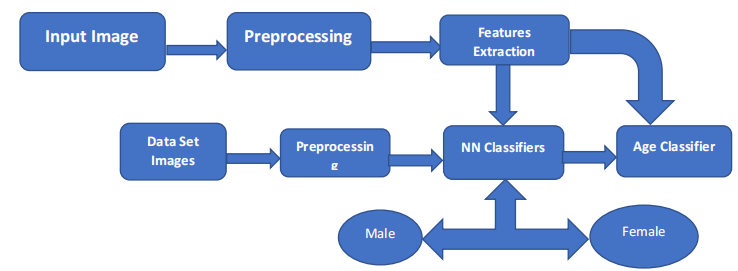 Input Image
Preprocessing
Features
Extraction
Data Set
Images
Preprocessin
g
NN Classifiers
Age Classifier
Male
Female